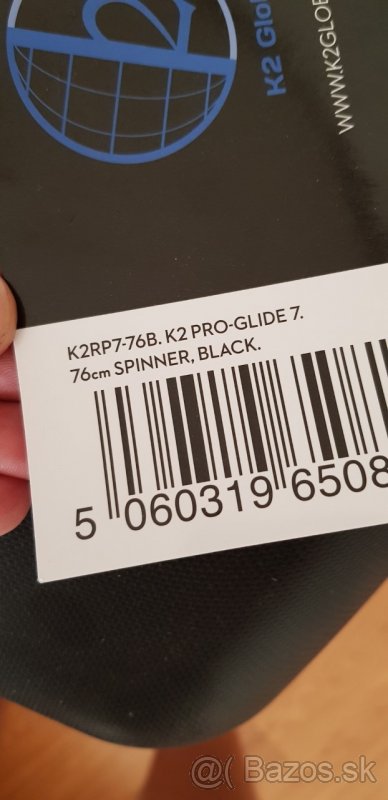 K2 Glob
WWW.K2GLOB
K2RP7-76B. K2 PRO-GLIDE 7.
76cm SPINNER, BLACK.
5 060319 6508
@( Bazos.sk